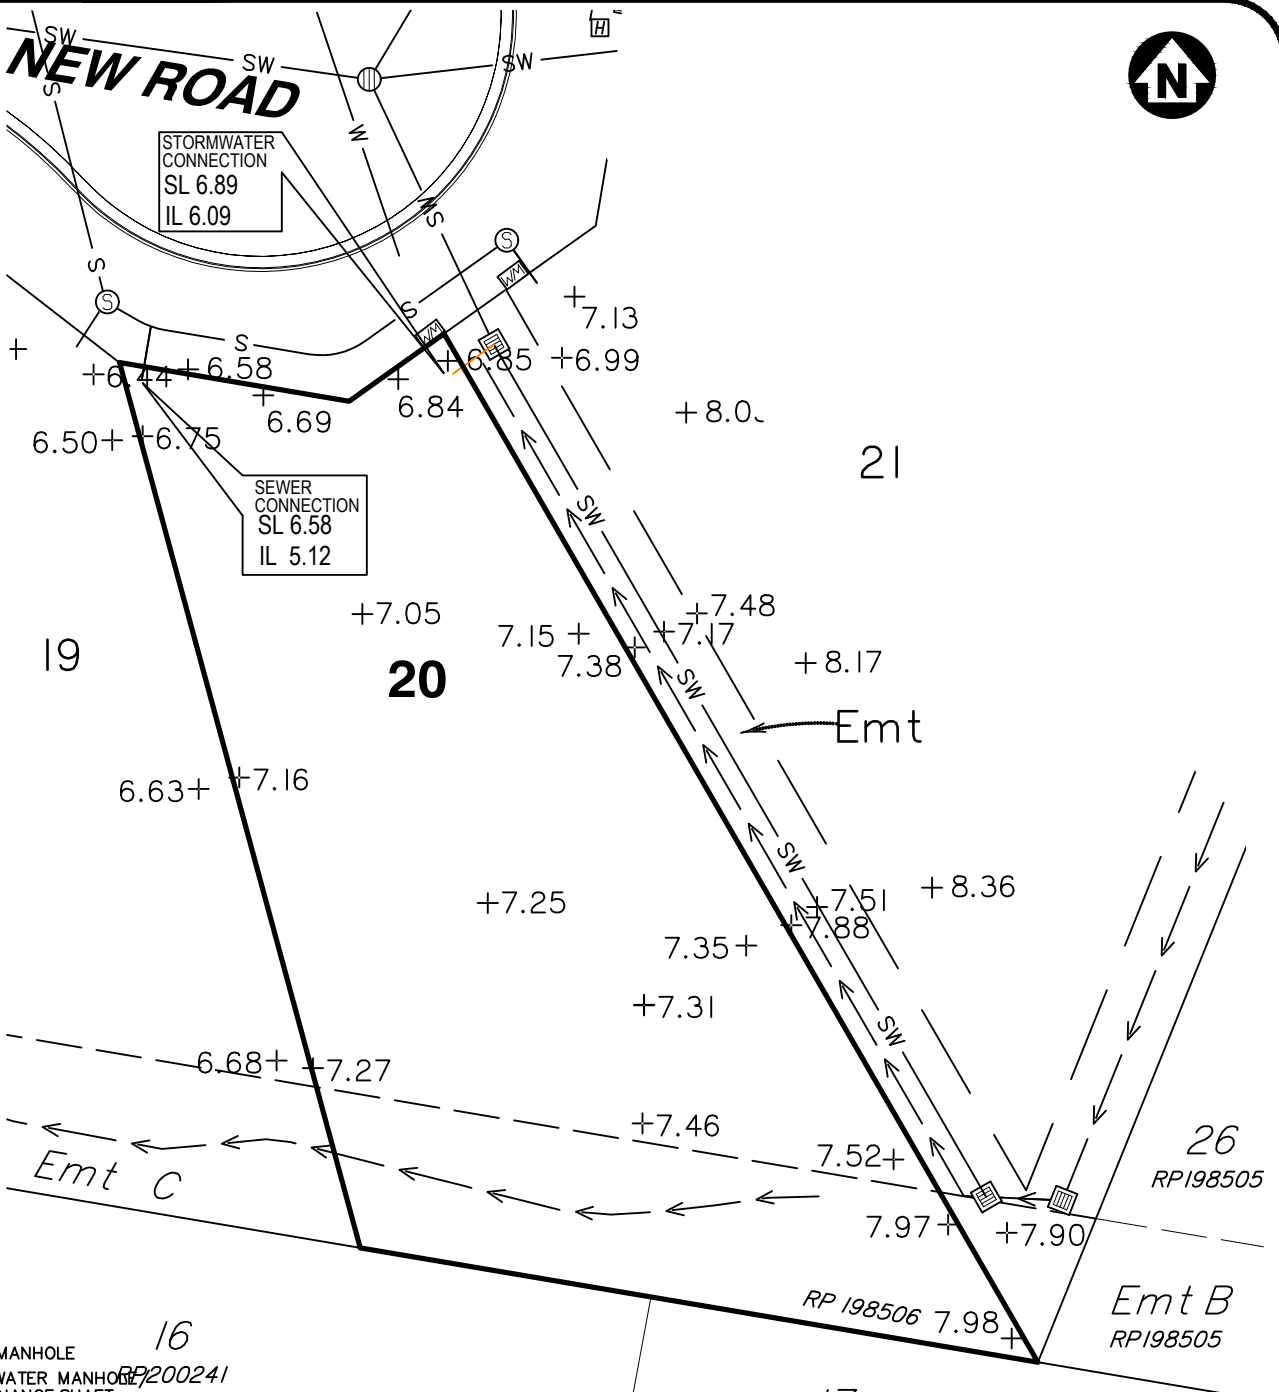 N
H
SW
SW
SW
NEW ROAD
S
W
STORMWATER
CONNECTION
SL 6.89
IL 6.09
S
S
S
WM
S
7.13
S
S
WM
6.44
6.58
6.85
6.99
6.69
6.84
8.0
6.50
6.75
21
SEWER
CONNECTION
SL 6.58
IL 5.12
SW
7.05
7.48
7.15
7.17
7.38
19
20
8.17
SW
Emt
6.63
7.16
SW
7.25
7.51
8.36
7.88
7.35
7.31
SW
6.68
7.27
7.46
26
RP198505
7.52
Emt C
7.97
7.90
RP 198506
7.98
Emt B
RP198505
16
MANHOLE
WATER MANHOLE/
RP200241